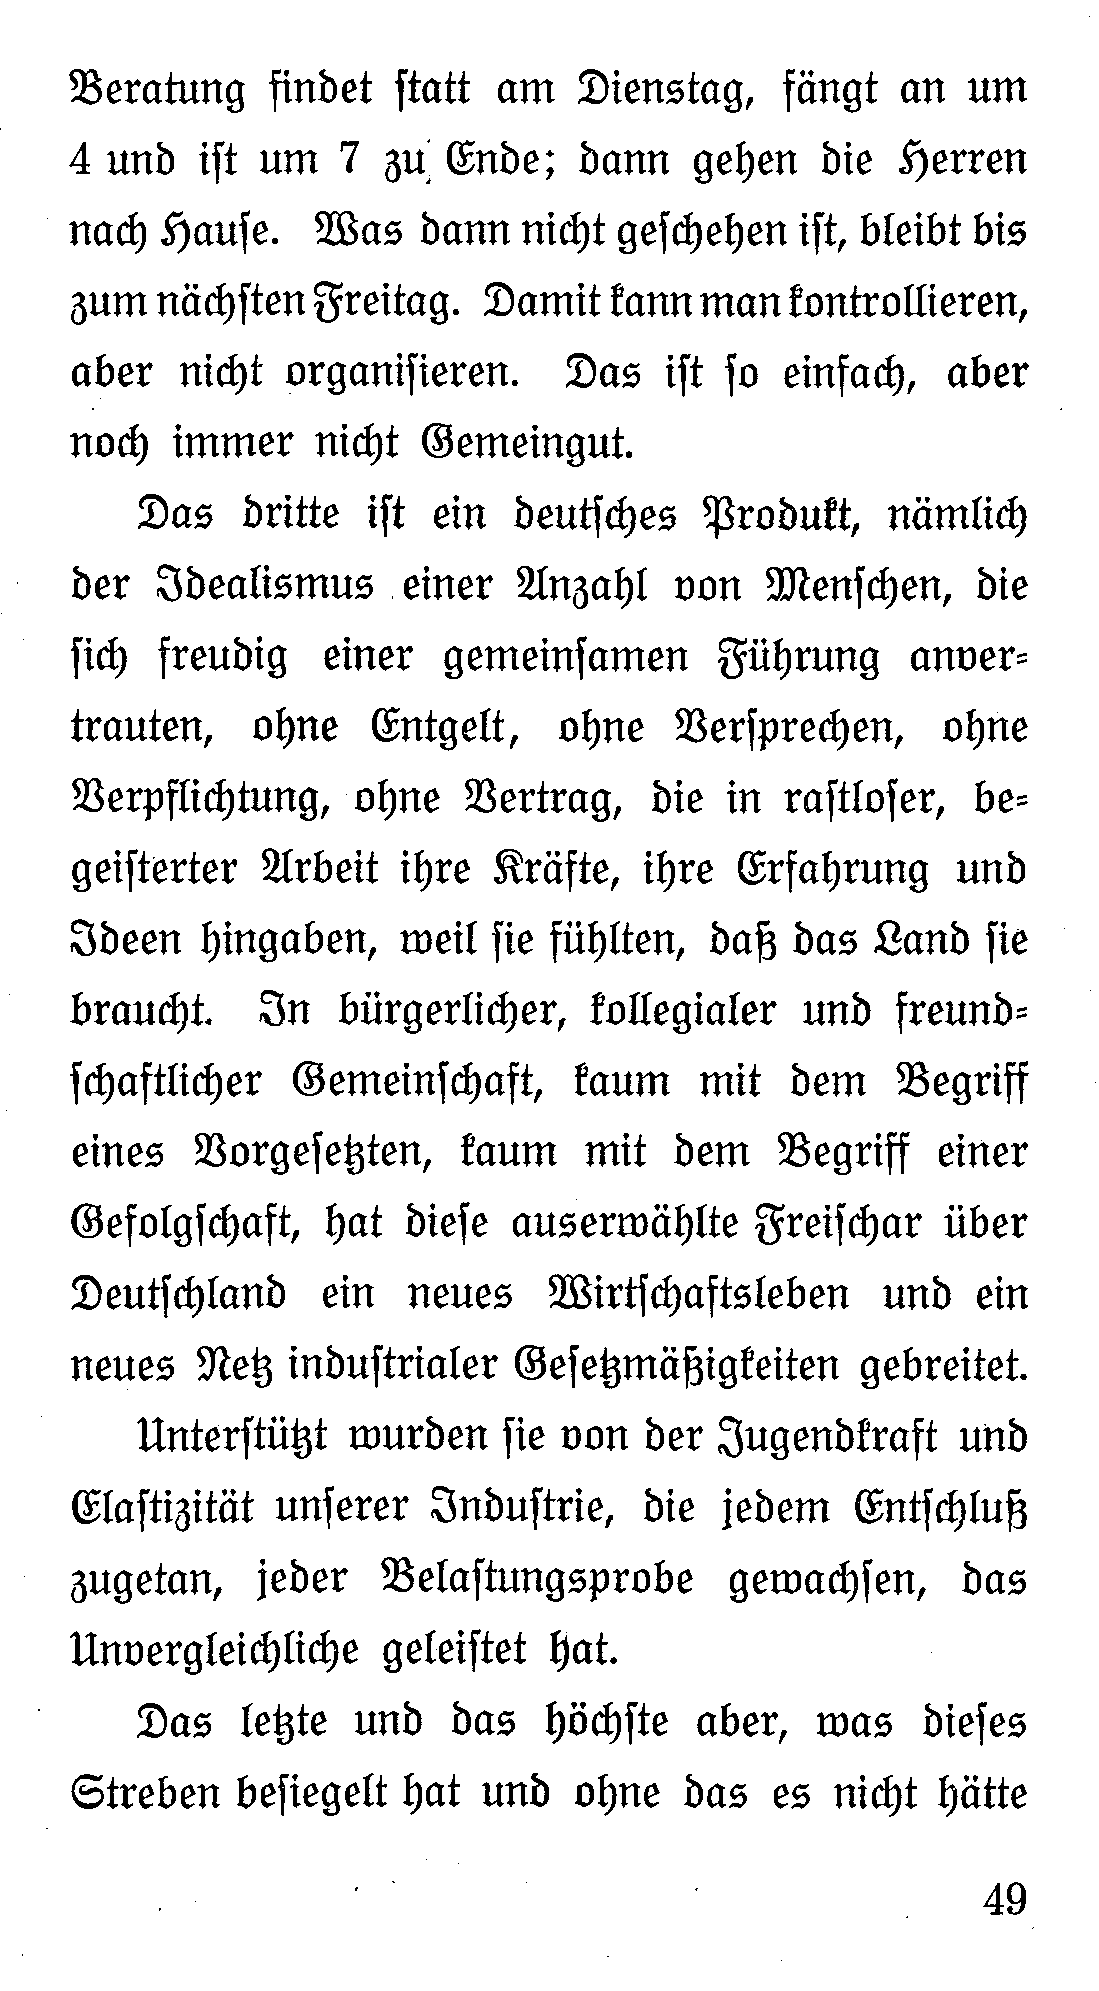 Beratung findet ſtatt am Dienstag, fängt an um
4 und iſt um 7 zu Ende; dann gehen die Herren
nach Hauſe. Was dann nicht geſchehen iſt, bleibt bis
zum nächſten Freitag. Damit kann man kontrollieren,
aber nicht organiſieren. Das iſt ſo einfach, aber
noch immer nicht Gemeingut.
Das dritte iſt ein deutſches Produkt, nämlich
der Idealismus einer Anzahl von Menſchen, die
ſich freudig einer gemeinſamen Führung anver-
trauten, ohne Entgelt, ohne Verſprechen, ohne
Verpflichtung, ohne Vertrag, die in raſtloſer, be-
geiſterter Arbeit ihre Kräfte, ihre Erfahrung und
Ideen hingaben, weil ſie fühlten, daß das Land ſie
braucht. In bürgerlicher, kollegialer und freund-
ſchaftlicher Gemeinſchaft, kaum mit dem Begriff
eines Vorgeſetzten, kaum mit dem Begriff einer
Gefolgſchaft, hat dieſe auserwählte Freiſchar über
Deutſchland ein neues Wirtſchaftsleben und ein
neues Netz induſtrialer Geſetzmäßigkeiten gebreitet.
Unterſtützt wurden ſie von der Jugendkraft und
Elaſtizität unſerer Induſtrie, die jedem Entſchluß
zugetan, jeder Belaſtungsprobe gewachſen, das
Unvergleichliche geleiſtet hat.
Das letzte und das höchſte aber, was dieſes
Streben beſiegelt hat und ohne das es nicht hätte
49